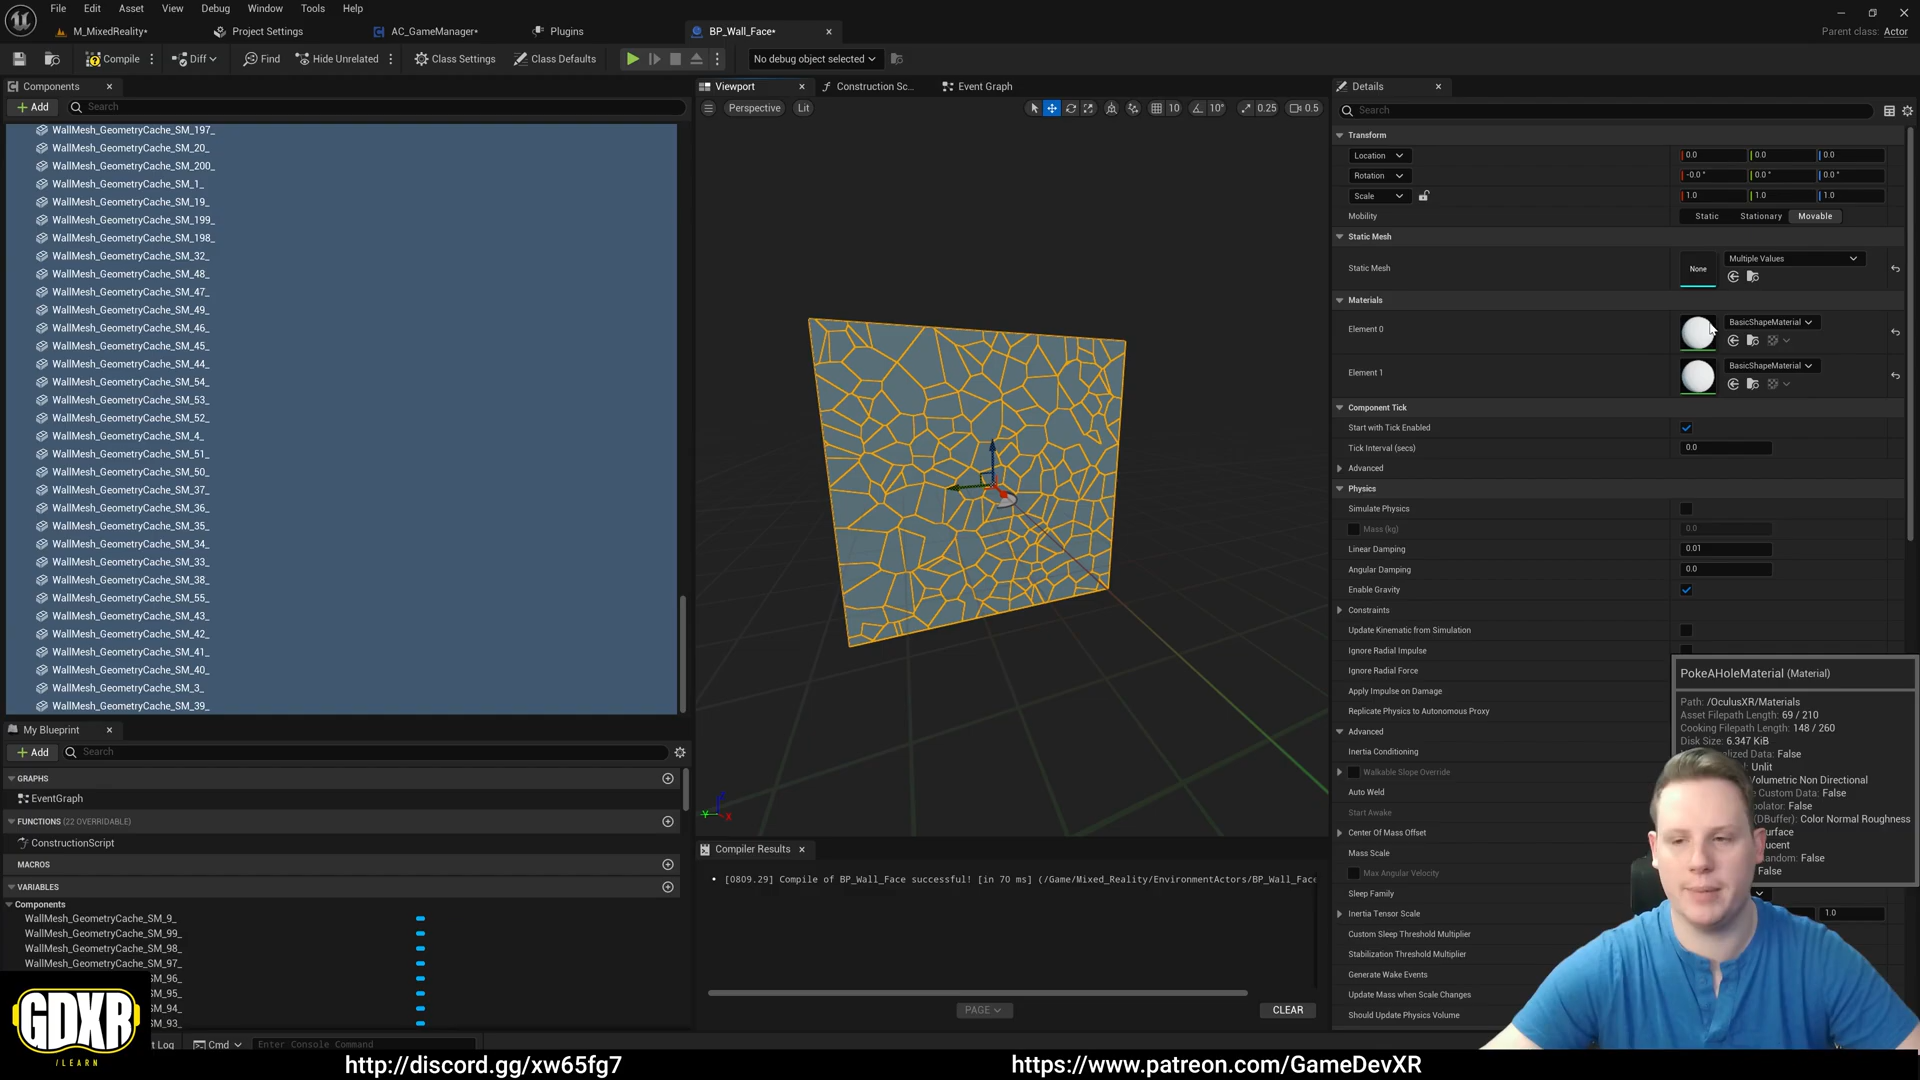 File Edit Asset View Debug Window Tools Help
M_MixedReality* Project Settings AC_GameManager* Plugins BP_Wall_Face* Parent class: Actor
Compile Diff Find Hide Unrelated Class Settings Class Defaults No debug object selected
Components
Add Search
WallMesh_GeometryCache_SM_197_
WallMesh_GeometryCache_SM_20_
WallMesh_GeometryCache_SM_200_
WallMesh_GeometryCache_SM_1_
WallMesh_GeometryCache_SM_19_
WallMesh_GeometryCache_SM_199_
WallMesh_GeometryCache_SM_198_
WallMesh_GeometryCache_SM_32_
WallMesh_GeometryCache_SM_48_
WallMesh_GeometryCache_SM_47_
WallMesh_GeometryCache_SM_49_
WallMesh_GeometryCache_SM_46_
WallMesh_GeometryCache_SM_45_
WallMesh_GeometryCache_SM_44_
WallMesh_GeometryCache_SM_54_
WallMesh_GeometryCache_SM_53_
WallMesh_GeometryCache_SM_52_
WallMesh_GeometryCache_SM_4_
WallMesh_GeometryCache_SM_51_
WallMesh_GeometryCache_SM_50_
WallMesh_GeometryCache_SM_37_
WallMesh_GeometryCache_SM_36_
WallMesh_GeometryCache_SM_35_
WallMesh_GeometryCache_SM_34_
WallMesh_GeometryCache_SM_33_
WallMesh_GeometryCache_SM_38_
WallMesh_GeometryCache_SM_55_
WallMesh_GeometryCache_SM_43_
WallMesh_GeometryCache_SM_42_
WallMesh_GeometryCache_SM_41_
WallMesh_GeometryCache_SM_40_
WallMesh_GeometryCache_SM_3_
WallMesh_GeometryCache_SM_39_
My Blueprint
Add Search
GRAPHS
EventGraph
FUNCTIONS (22 OVERRIDABLE)
ConstructionScript
MACROS
VARIABLES
Components
WallMesh_GeometryCache_SM_9_
WallMesh_GeometryCache_SM_99_
WallMesh_GeometryCache_SM_98_
WallMesh_GeometryCache_SM_97_
SM_96_
SM_95_
SM_94_
SM_93_
GDXR
/LEARN
t Log Cmd Enter Console Command
Viewport Construction Sc... Event Graph
Perspective Lit 10 10° 0.25 0.5
Y X
Compiler Results
[0809.29] Compile of BP_Wall_Face successful! [in 70 ms] (/Game/Mixed_Reality/EnvironmentActors/BP_Wall_Face
PAGE CLEAR
Details
Search
Transform
Location 0.0 0.0 0.0
Rotation -0.0° 0.0° 0.0°
Scale 1.0 1.0 1.0
Mobility Static Stationary Movable
Static Mesh
Static Mesh None Multiple Values
Materials
Element 0 BasicShapeMaterial
Element 1 BasicShapeMaterial
Component Tick
Start with Tick Enabled
Tick Interval (secs) 0.0
Advanced
Physics
Simulate Physics
Mass (kg) 0.0
Linear Damping 0.01
Angular Damping 0.0
Enable Gravity
Constraints
Update Kinematic from Simulation
Ignore Radial Impulse
Ignore Radial Force
Apply Impulse on Damage
Replicate Physics to Autonomous Proxy
Advanced
Inertia Conditioning
Walkable Slope Override
Auto Weld
Start Awake
Center Of Mass Offset
Mass Scale
Max Angular Velocity
Sleep Family
Inertia Tensor Scale 1.0
Custom Sleep Threshold Multiplier
Stabilization Threshold Multiplier
Generate Wake Events
Update Mass when Scale Changes
Should Update Physics Volume
PokeAHoleMaterial (Material)
Path: /OculusXR/Materials
Asset Filepath Length: 69 / 210
Cooking Filepath Length: 148 / 260
Disk Size: 6.347 KiB
Data: False
Unlit
Volumetric Non Directional
Custom Data: False
False
(DBuffer): Color Normal Roughness
False
False
http://discord.gg/xw65fg7 https://www.patreon.com/GameDevXR